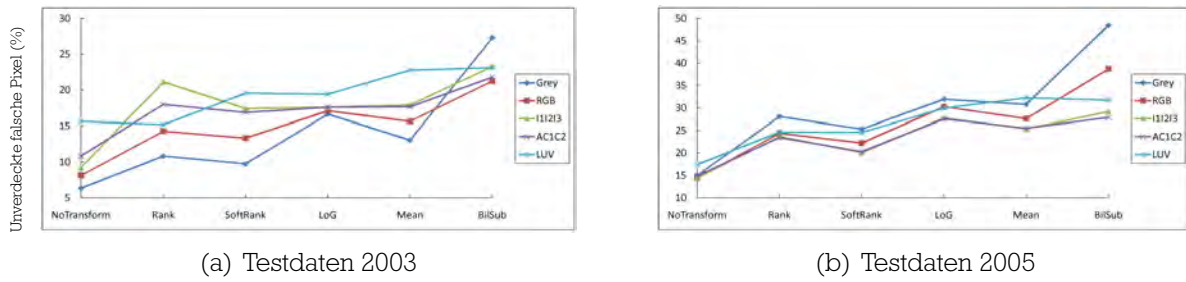 Unverdeckte falsche Pixel (%)
30
25
20
15
10
5
NoTransform Rank SoftRank LoG Mean BilSub
Grey
RGB
I1I2I3
AC1C2
LUV
(a) Testdaten 2003
50
45
40
35
30
25
20
15
10
NoTransform Rank SoftRank LoG Mean BilSub
Grey
RGB
I1I2I3
AC1C2
LUV
(b) Testdaten 2005